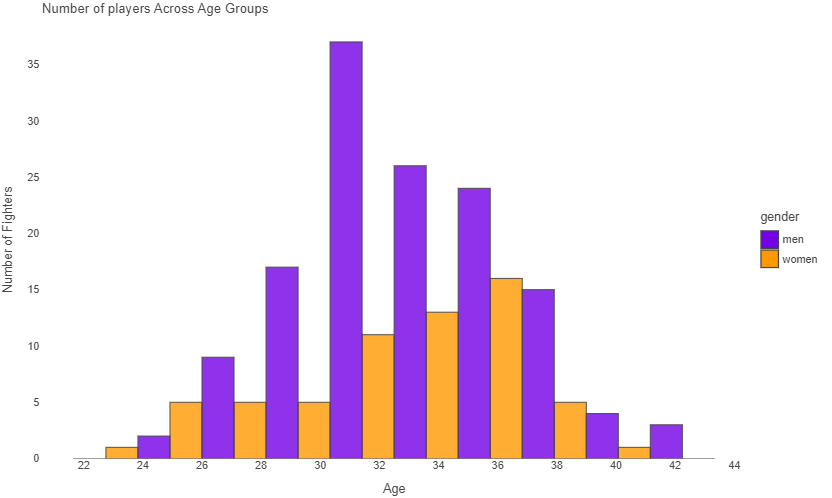 Number of players Across Age Groups
Number of Fighters
35
30
25
20
15
10
5
0
22 24 26 28 30 32 34 36 38 40 42 44
Age
gender
men
women